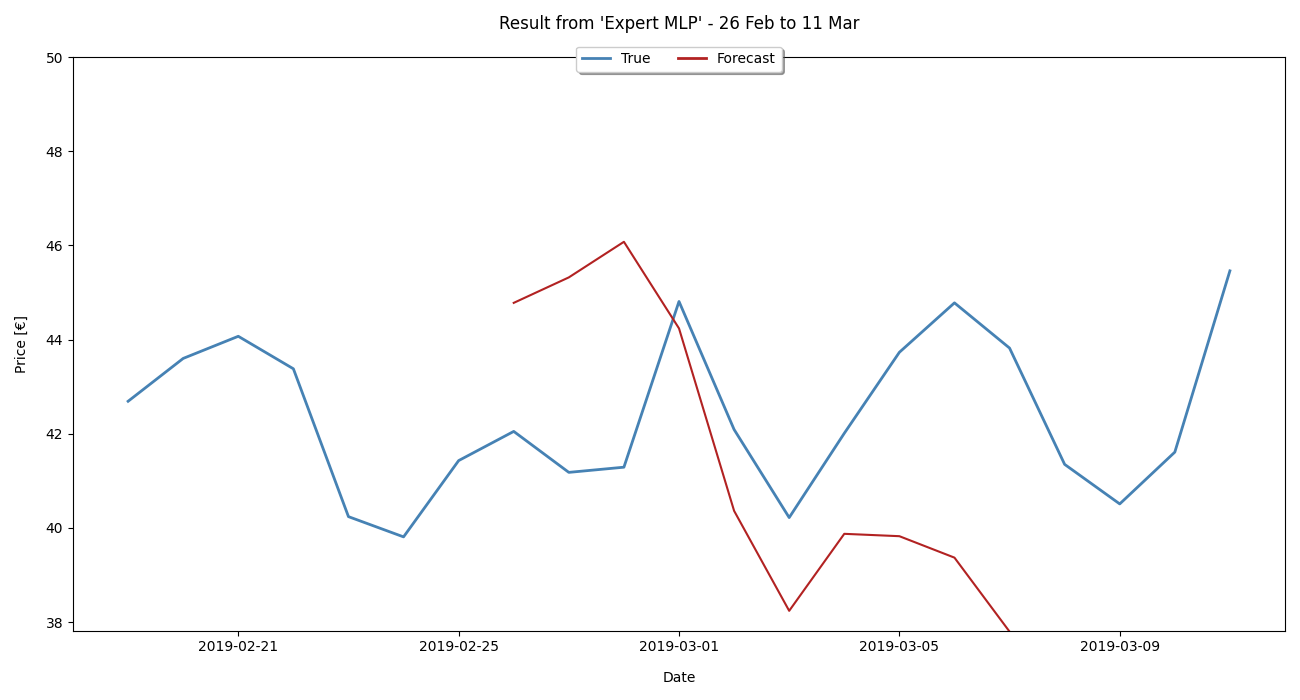 Result from 'Expert MLP' - 26 Feb to 11 Mar
True Forecast
50
48
46
44
42
40
38
Price [€]
2019-02-21 2019-02-25 2019-03-01 2019-03-05 2019-03-09
Date